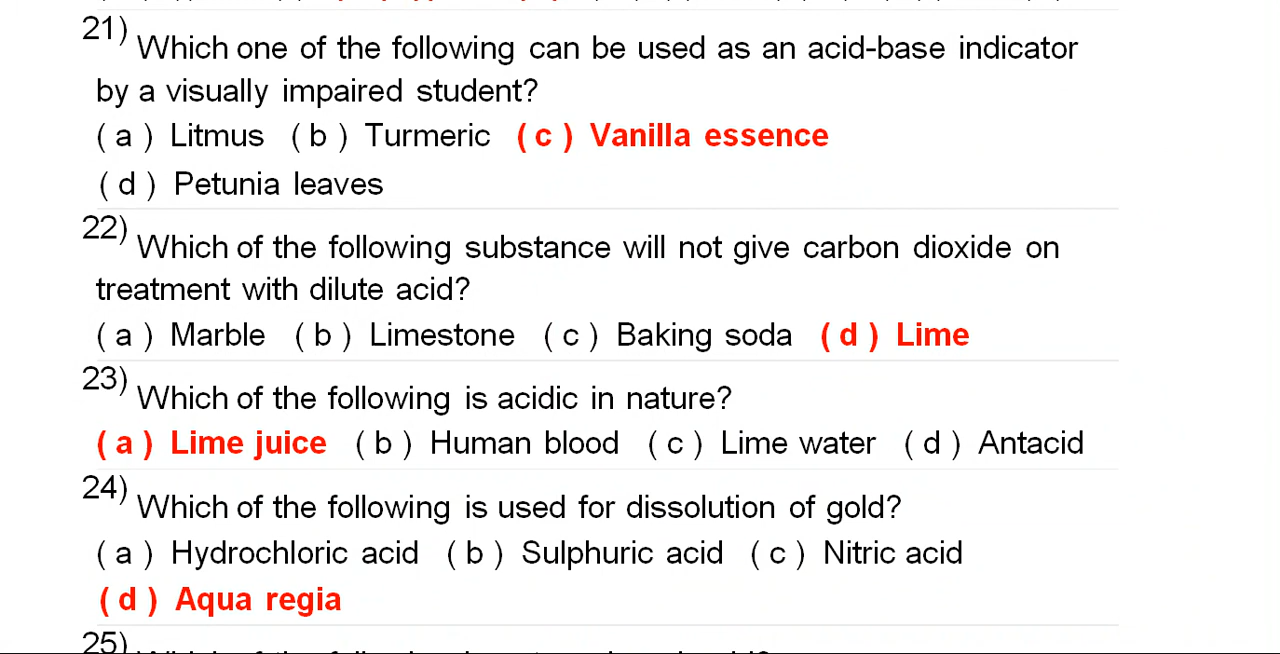 21) Which one of the following can be used as an acid-base indicator
by a visually impaired student?
( a ) Litmus ( b ) Turmeric ( c ) Vanilla essence
( d ) Petunia leaves
22) Which of the following substance will not give carbon dioxide on
treatment with dilute acid?
( a ) Marble ( b ) Limestone ( c ) Baking soda ( d ) Lime
23) Which of the following is acidic in nature?
( a ) Lime juice ( b ) Human blood ( c ) Lime water ( d ) Antacid
24) Which of the following is used for dissolution of gold?
( a ) Hydrochloric acid ( b ) Sulphuric acid ( c ) Nitric acid
( d ) Aqua regia
25)